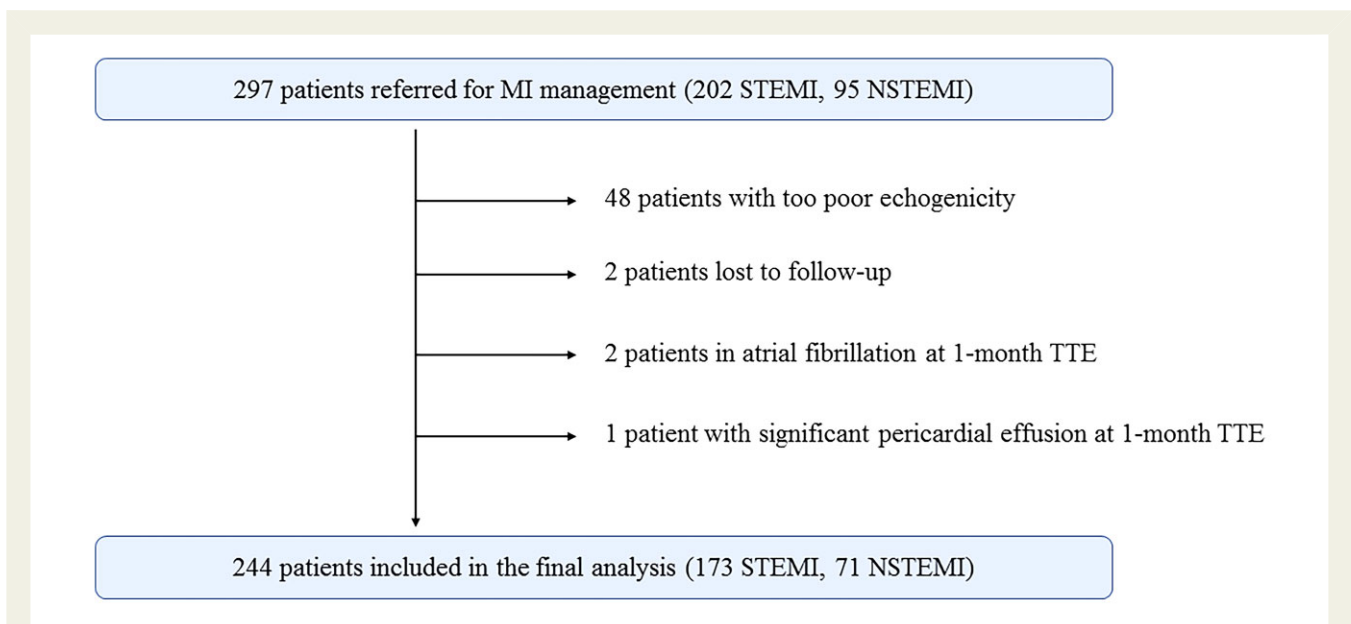 297 patients referred for MI management (202 STEMI, 95 NSTEMI)
48 patients with too poor echogenicity
2 patients lost to follow-up
2 patients in atrial fibrillation at 1-month TTE
1 patient with significant pericardial effusion at 1-month TTE
244 patients included in the final analysis (173 STEMI, 71 NSTEMI)